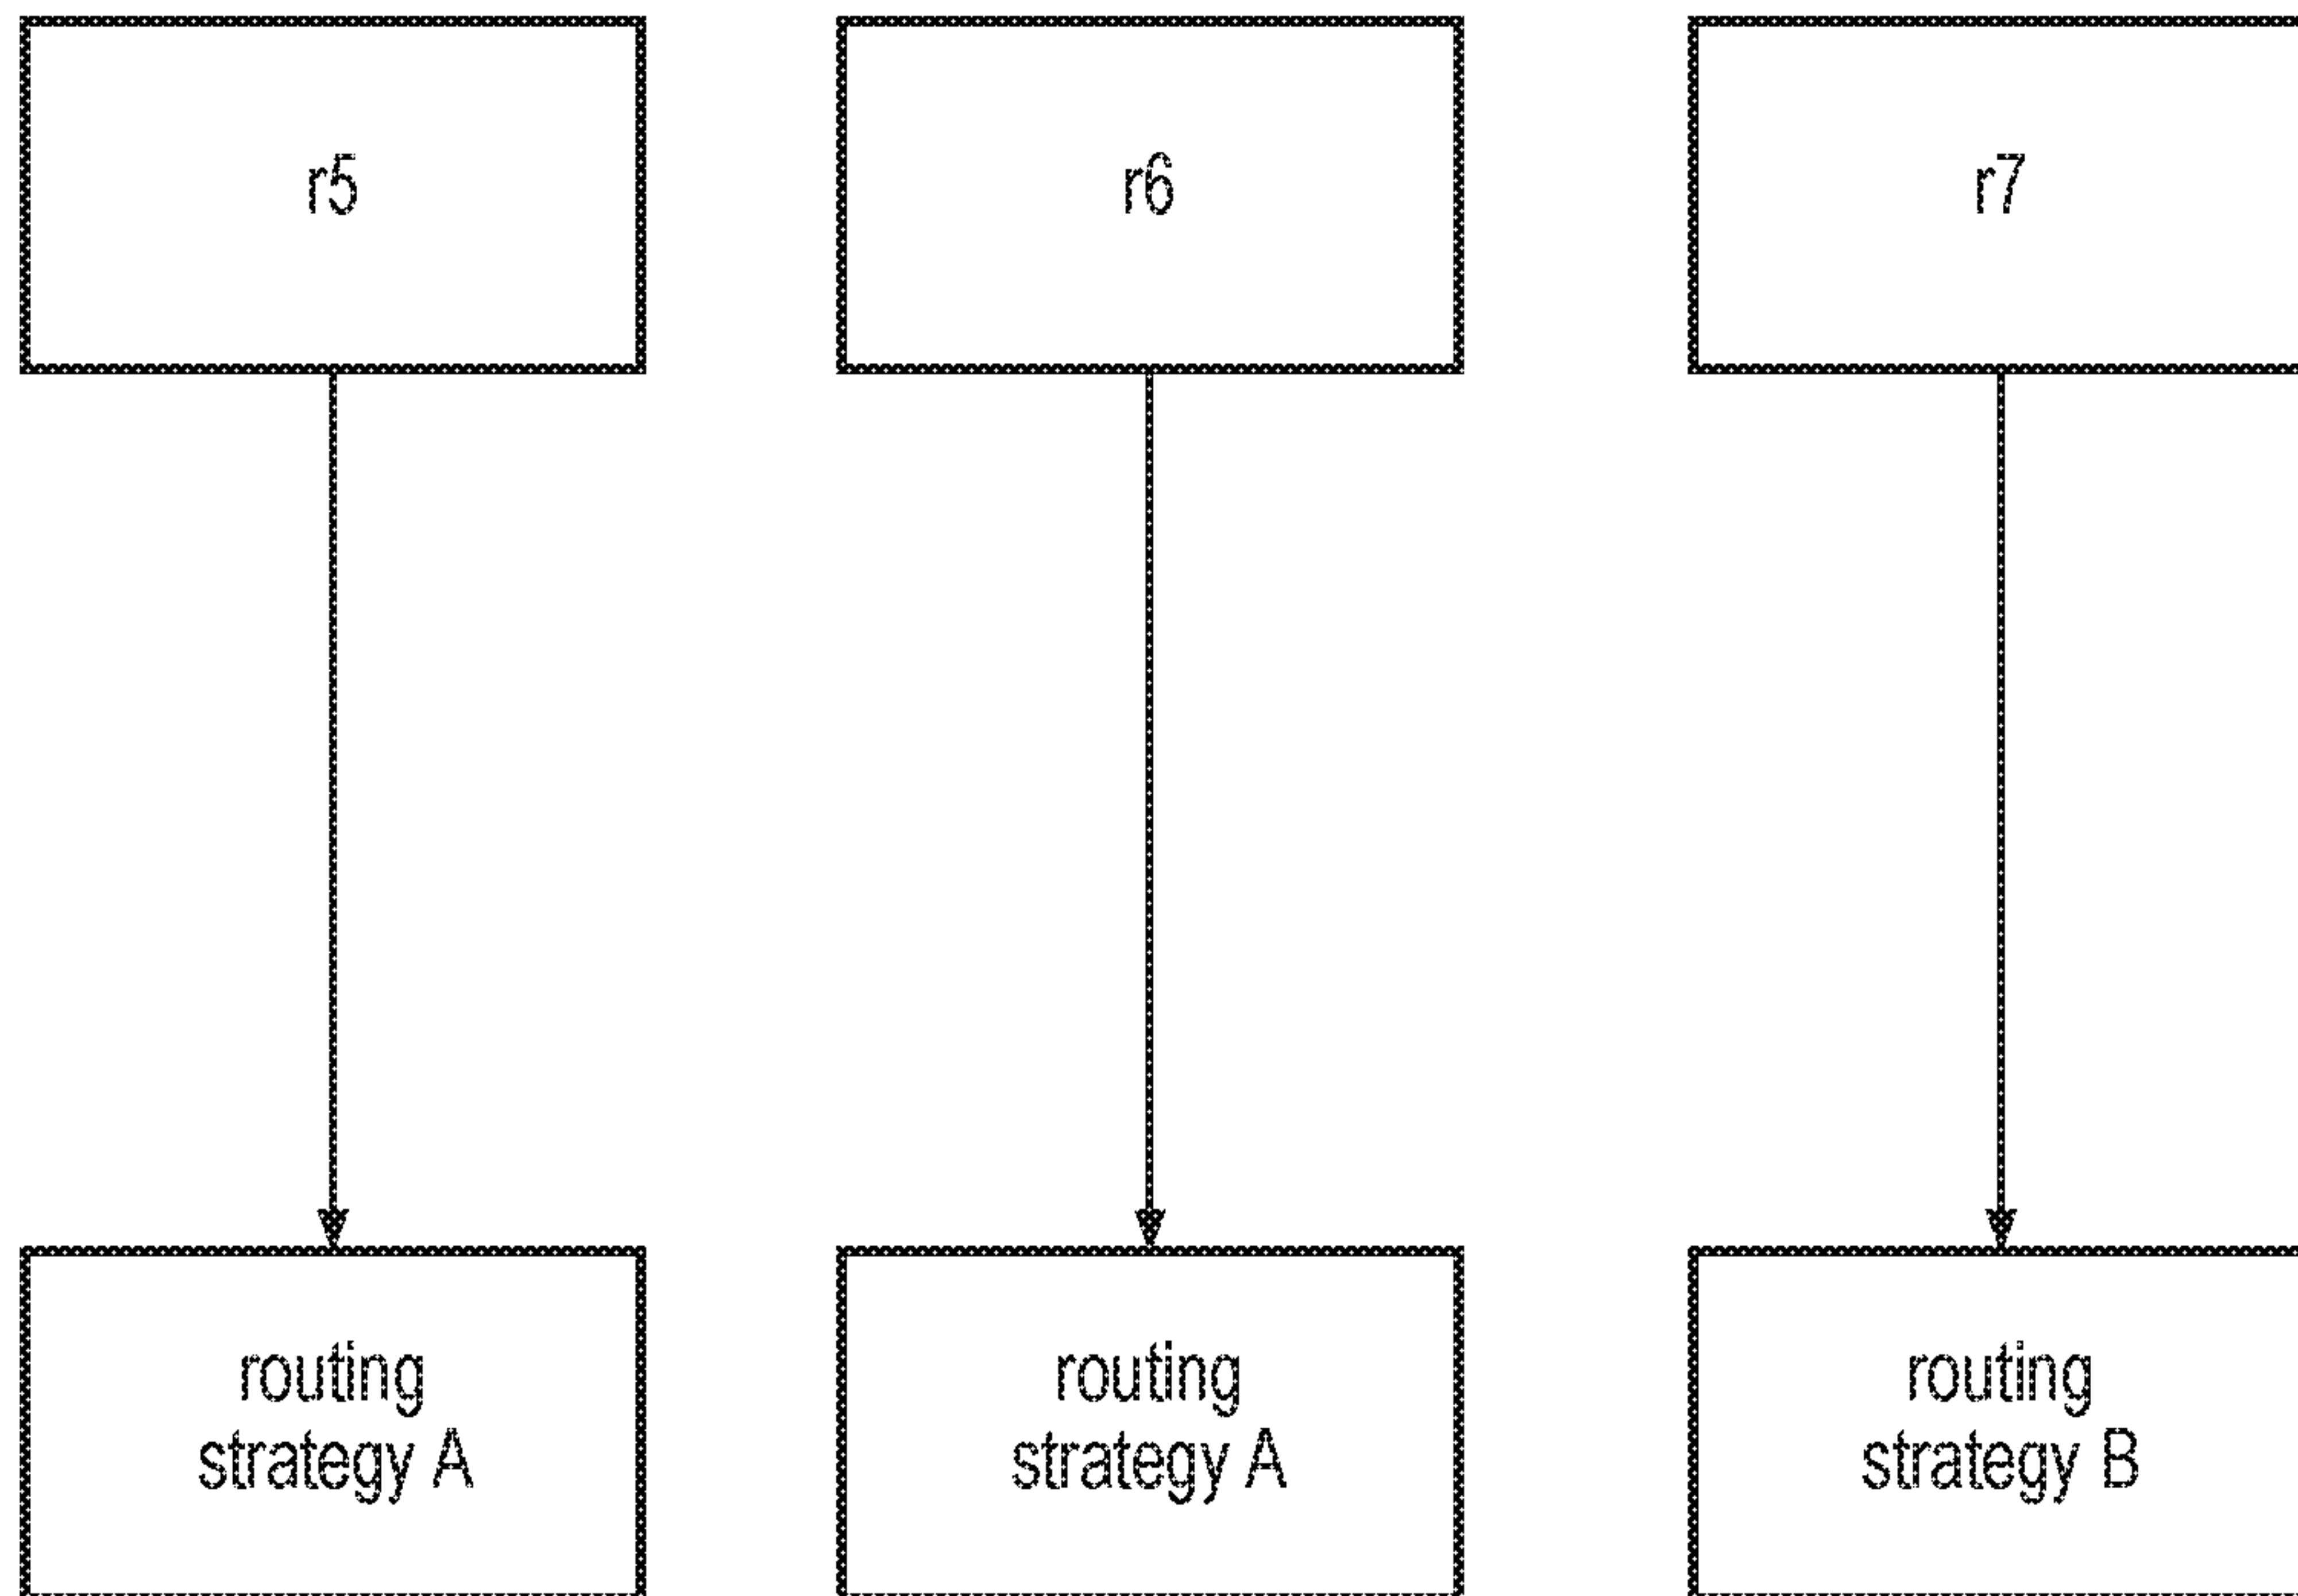 r5
r6
r7
routing
strategy A
routing
strategy A
routing
strategy B